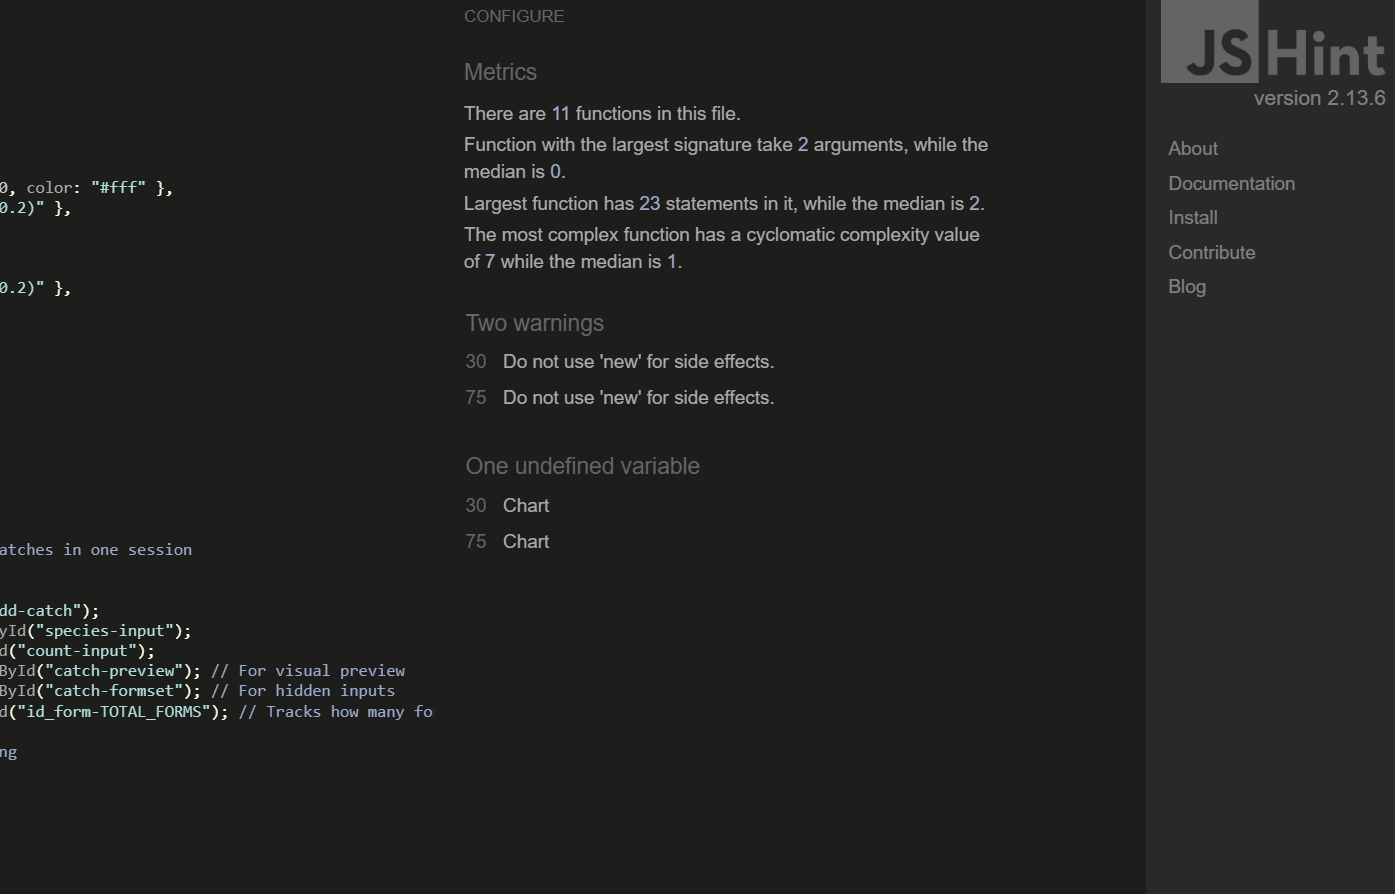 0, color: "#fff" },
0.2)" },
0.2)" },
atches in one session
dd-catch");
yId("species-input");
d("count-input");
ById("catch-preview"); // For visual preview
ById("catch-formset"); // For hidden inputs
d("id_form-TOTAL_FORMS"); // Tracks how many fo
ng
CONFIGURE
Metrics
There are 11 functions in this file.
Function with the largest signature take 2 arguments, while the
median is 0.
Largest function has 23 statements in it, while the median is 2.
The most complex function has a cyclomatic complexity value
of 7 while the median is 1.
Two warnings
30 Do not use 'new' for side effects.
75 Do not use 'new' for side effects.
One undefined variable
30 Chart
75 Chart
JSHint
version 2.13.6
About
Documentation
Install
Contribute
Blog